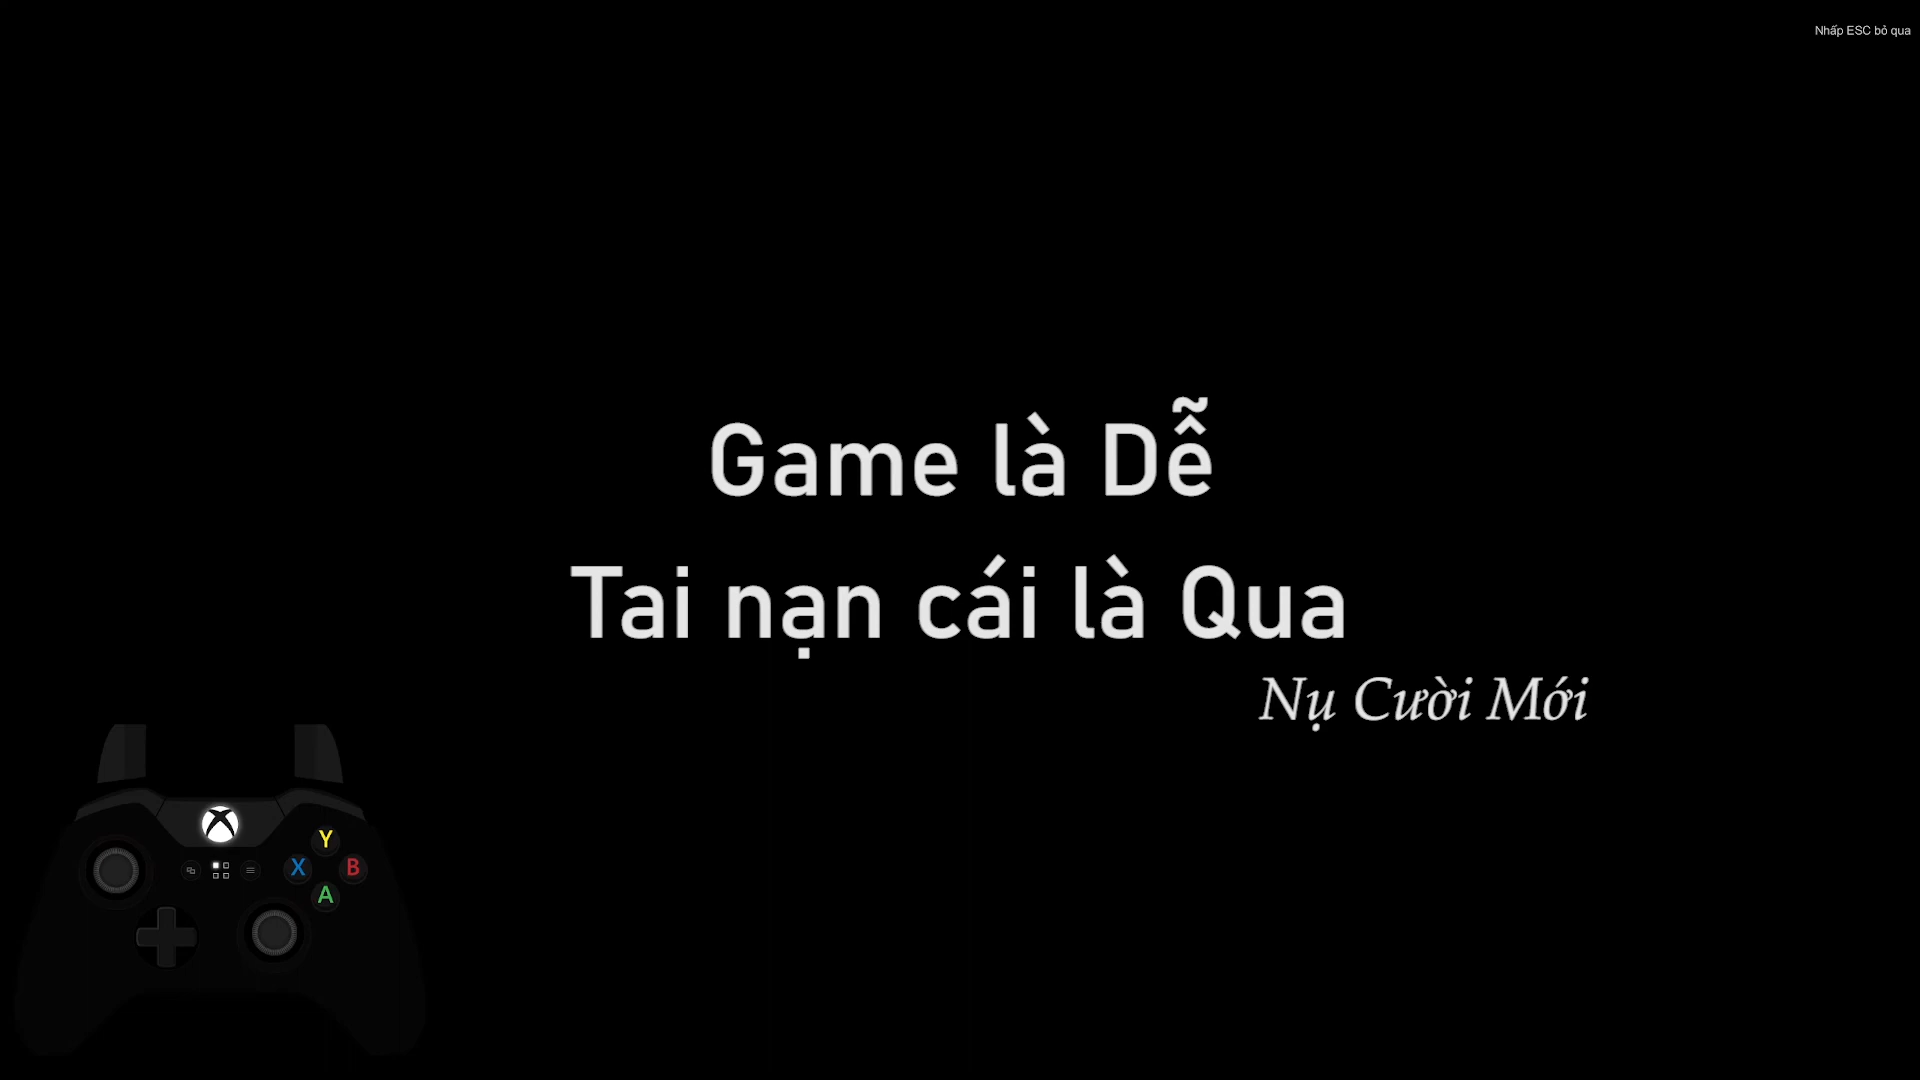 Nhấp ESC bỏ qua
Game là Dễ
Tai nạn cái là Qua
Nụ Cười Mới
Y
X B
A